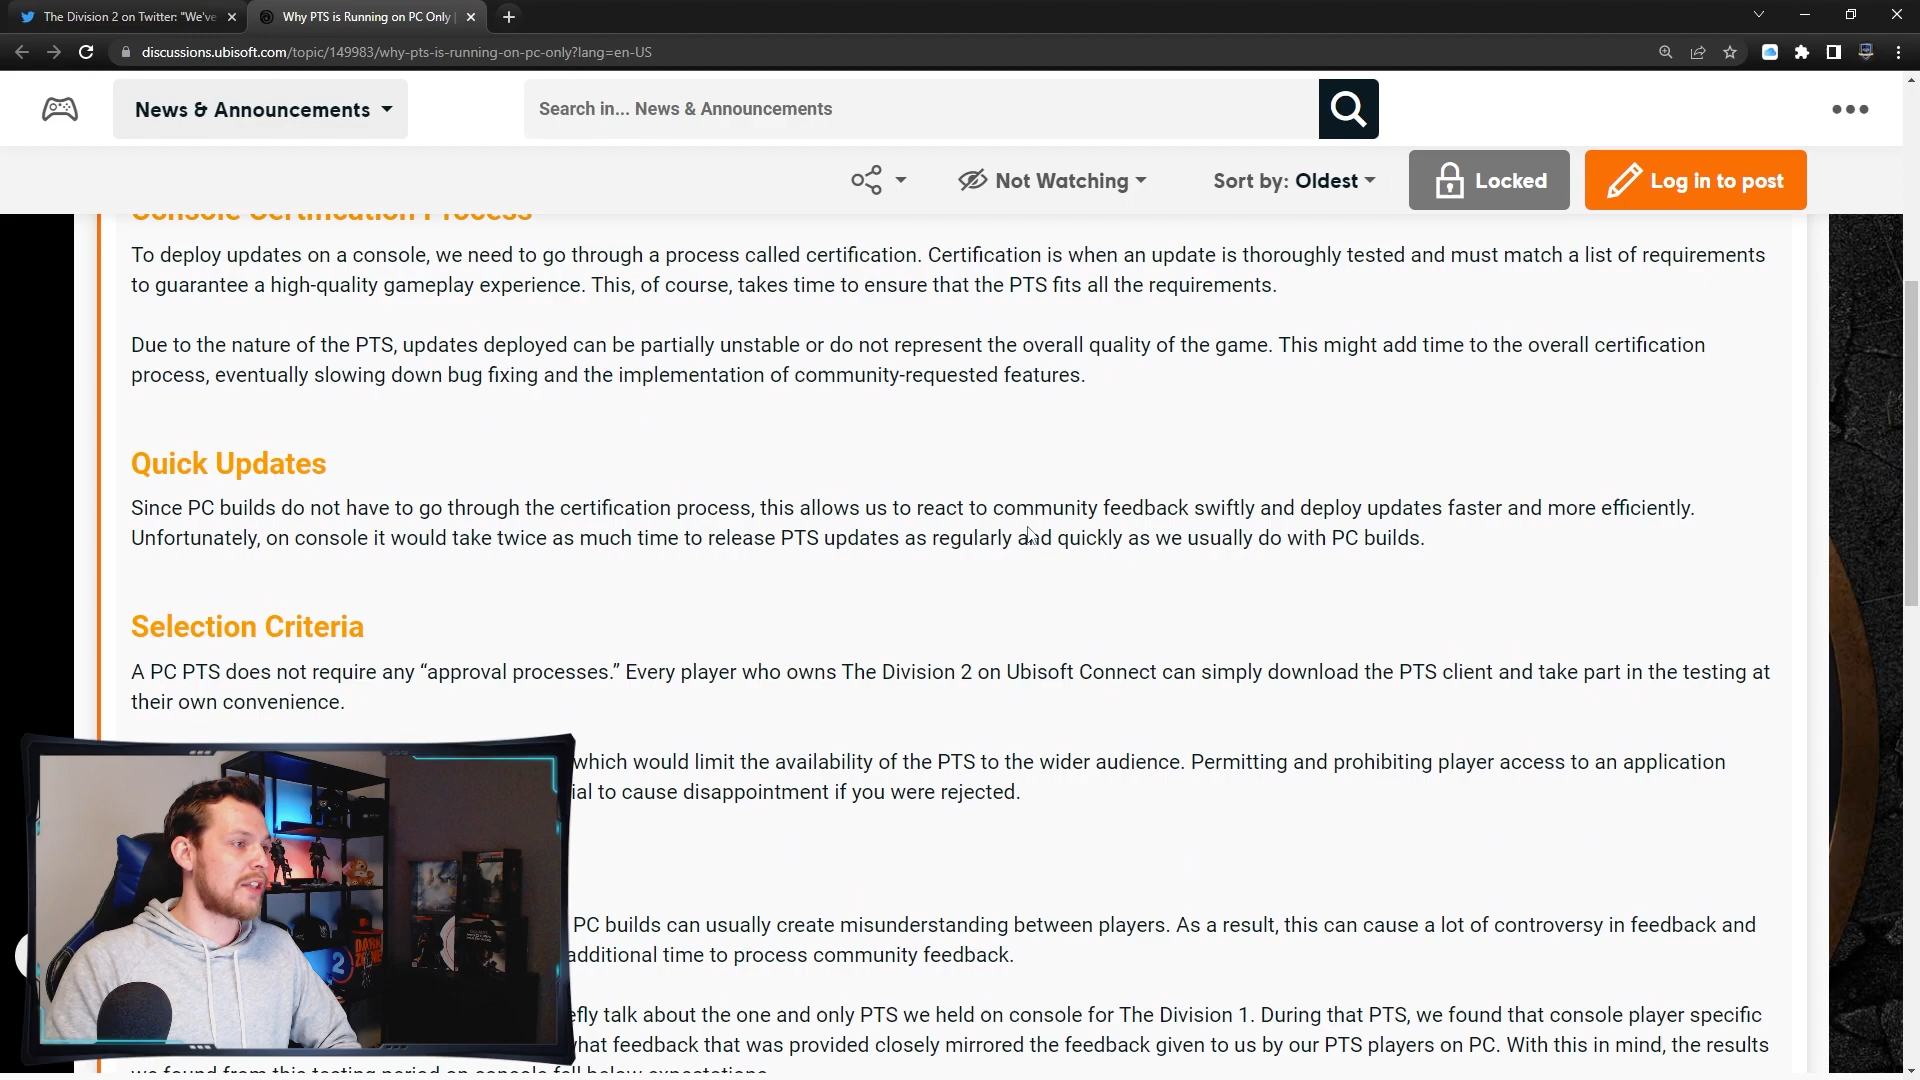 The Division 2 on Twitter: "We've
Why PTS is Running on PC Only |
discussions.ubisoft.com/topic/149983/why-pts-is-running-on-pc-only?lang=en-US
News & Announcements
Search in... News & Announcements
Not Watching
Sort by: Oldest
Locked
Log in to post
Console Certification Process
To deploy updates on a console, we need to go through a process called certification. Certification is when an update is thoroughly tested and must match a list of requirements
to guarantee a high-quality gameplay experience. This, of course, takes time to ensure that the PTS fits all the requirements.
Due to the nature of the PTS, updates deployed can be partially unstable or do not represent the overall quality of the game. This might add time to the overall certification
process, eventually slowing down bug fixing and the implementation of community-requested features.
Quick Updates
Since PC builds do not have to go through the certification process, this allows us to react to community feedback swiftly and deploy updates faster and more efficiently.
Unfortunately, on console it would take twice as much time to release PTS updates as regularly and quickly as we usually do with PC builds.
Selection Criteria
A PC PTS does not require any “approval processes.” Every player who owns The Division 2 on Ubisoft Connect can simply download the PTS client and take part in the testing at
their own convenience.
which would limit the availability of the PTS to the wider audience. Permitting and prohibiting player access to an application
ial to cause disappointment if you were rejected.
PC builds can usually create misunderstanding between players. As a result, this can cause a lot of controversy in feedback and
additional time to process community feedback.
efly talk about the one and only PTS we held on console for The Division 1. During that PTS, we found that console player specific
hat feedback that was provided closely mirrored the feedback given to us by our PTS players on PC. With this in mind, the results
we found from this testing period on console fell below expectations.
DARK
ZONE
2